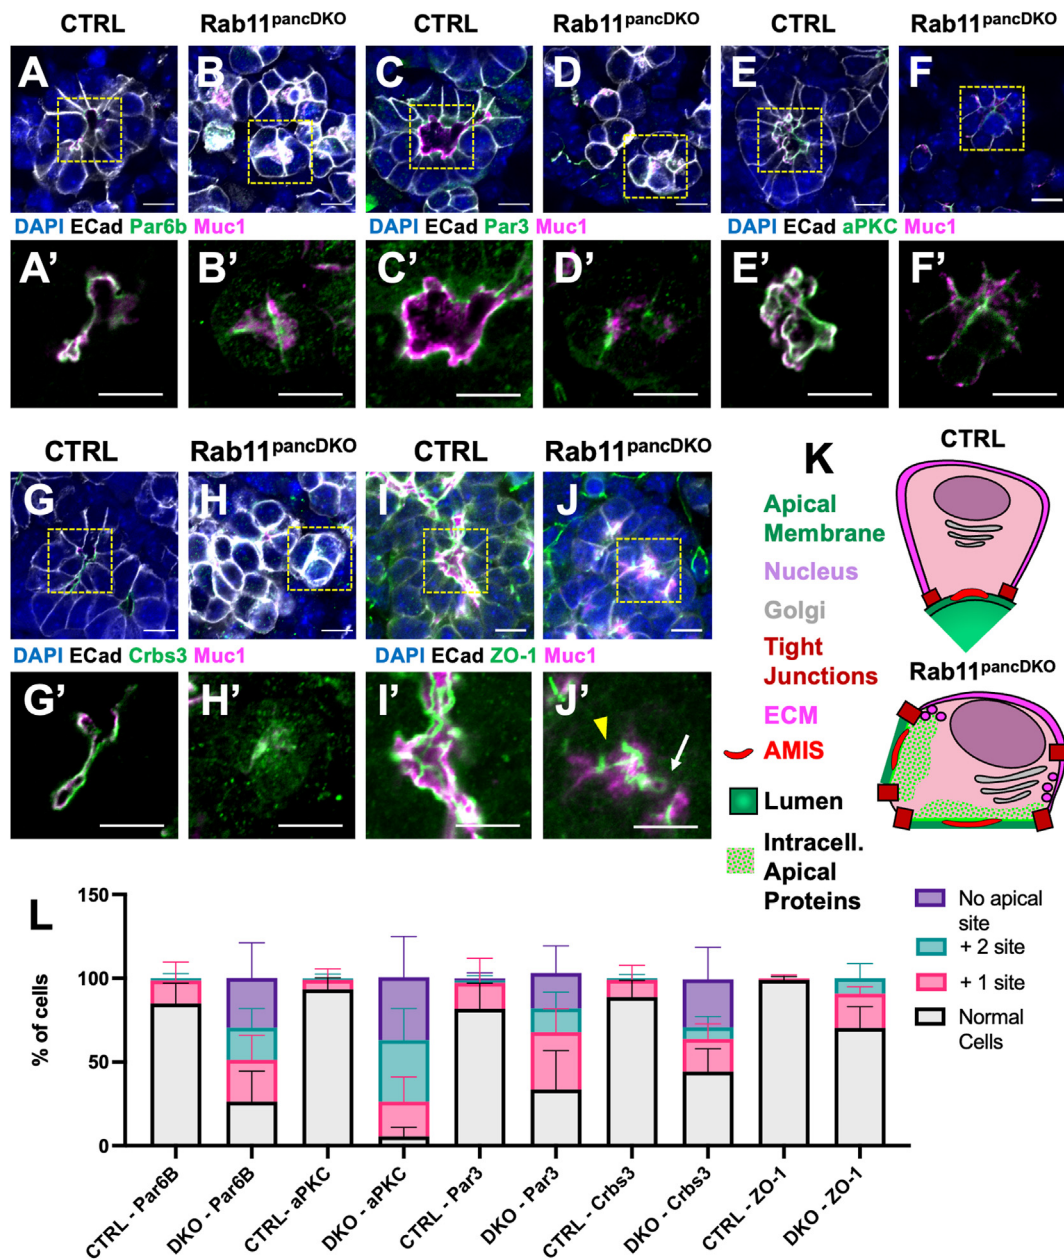 CTRL Rab11pancDKO CTRL Rab11pancDKO CTRL Rab11pancDKO
A B C D E F
DAPI ECad Par6b Muc1 DAPI ECad Par3 Muc1 DAPI ECad aPKC Muc1
A’ B’ C’ D’ E’ F’
CTRL Rab11pancDKO CTRL Rab11pancDKO
G H I J
DAPI ECad Crbs3 Muc1 DAPI ECad ZO-1 Muc1
G’ H’ I’ J’
K
CTRL
Apical
Membrane
Nucleus
Golgi
Tight
Junctions
ECM
AMIS
Lumen
Intracell.
Apical
Proteins
Rab11pancDKO
L
150
100
50
0
% of cells
CTRL - Par6B
DKO - Par6B
CTRL- aPKC
DKO - aPKC
CTRL - Par3
DKO - Par3
CTRL - Crbs3
DKO - Crbs3
CTRL - ZO-1
DKO - ZO-1
No apical
site
+ 2 site
+ 1 site
Normal
Cells